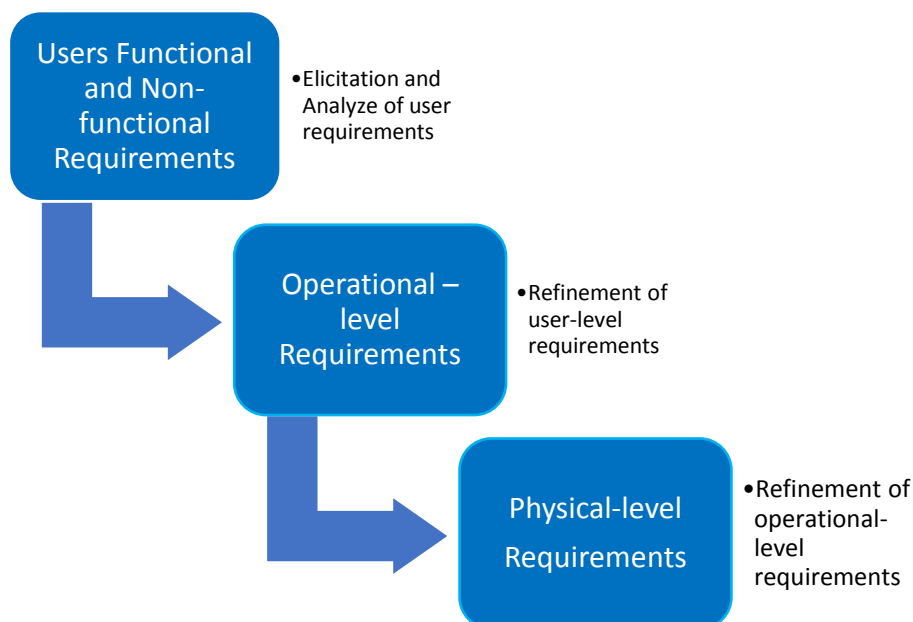 Users Functional
and Non-
functional
Requirements
•Elicitation and
Analyze of user
requirements
Operational –
level
Requirements
•Refinement of
user-level
requirements
Physical-level
Requirements
•Refinement of
operational-
level
requirements